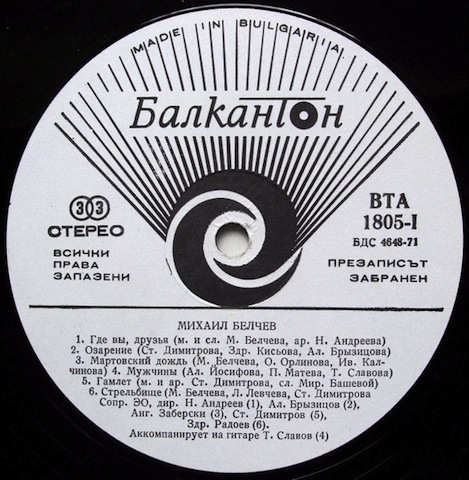 MADE IN BULGARIA
Балкантон
33
СТЕРЕО
ВСИЧКИ
ПРАВА
ЗАПАЗЕНИ
ВТА
1805-I
БДС 4648-71
ПРЕЗАПИСЪТ
ЗАБРАНЕН
МИХАИЛ БЕЛЧЕВ
1. Где вы, друзья (м. и сл. М. Белчева, ар. Н. Андреева)
2. Озарение (Ст. Димитрова, Здр. Кисьова, Ал. Брызицова)
3. Мартовский дождь (М. Белчева, О. Орлинова, Ив. Кал-
чинова) 4. Мужчины (Ал. Йосифова, П. Матева, Т. Славова)
5. Гамлет (м. и ар. Ст. Димитрова, сл. Мир. Башевой)
6. Стрельбище (М. Белчева, Л. Левчева, Ст. Димитрова
Сопр. ЭО, дир. Н. Андреев (1), Ал. Брызицов (2),
Анг. Заберски (3), Ст. Димитров (5),
Здр. Радоев (6).
Аккомпанирует на гитаре Т. Славов (4)